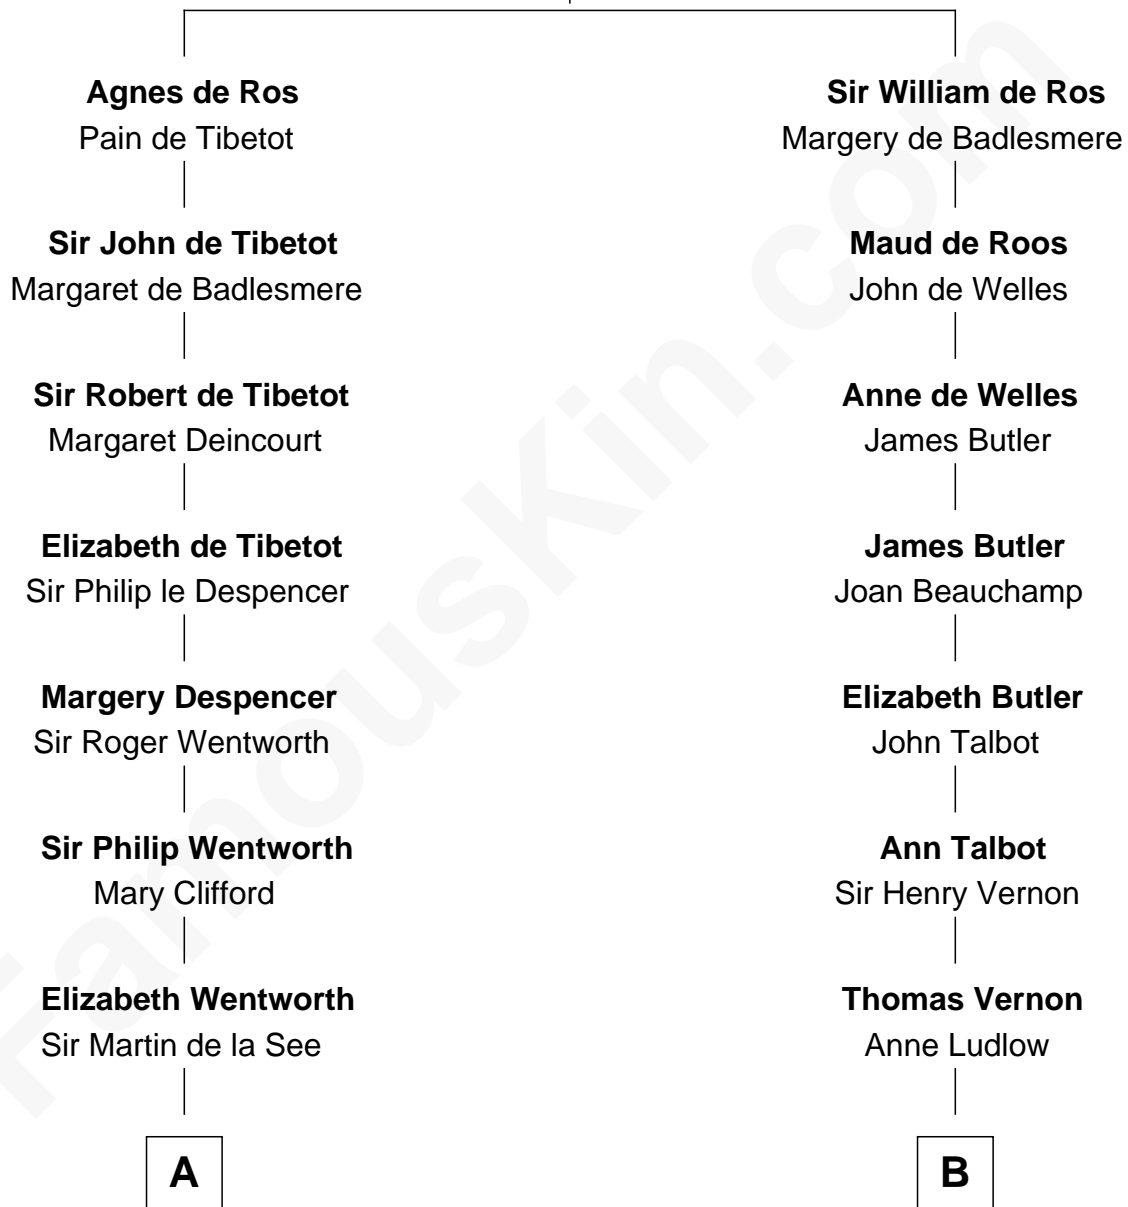 Agnes de Ros
Pain de Tibetot
Sir John de Tibetot
Margaret de Badlesmere
Sir Robert de Tibetot
Margaret Deincourt
Elizabeth de Tibetot
Sir Philip le Despencer
Margery Despencer
Sir Roger Wentworth
Sir Philip Wentworth
Mary Clifford
Elizabeth Wentworth
Sir Martin de la See
A
Sir William de Ros
Margery de Badlesmere
Maud de Roos
John de Welles
Anne de Welles
James Butler
James Butler
Joan Beauchamp
Elizabeth Butler
John Talbot
Ann Talbot
Sir Henry Vernon
Thomas Vernon
Anne Ludlow
B
FamousKin.com